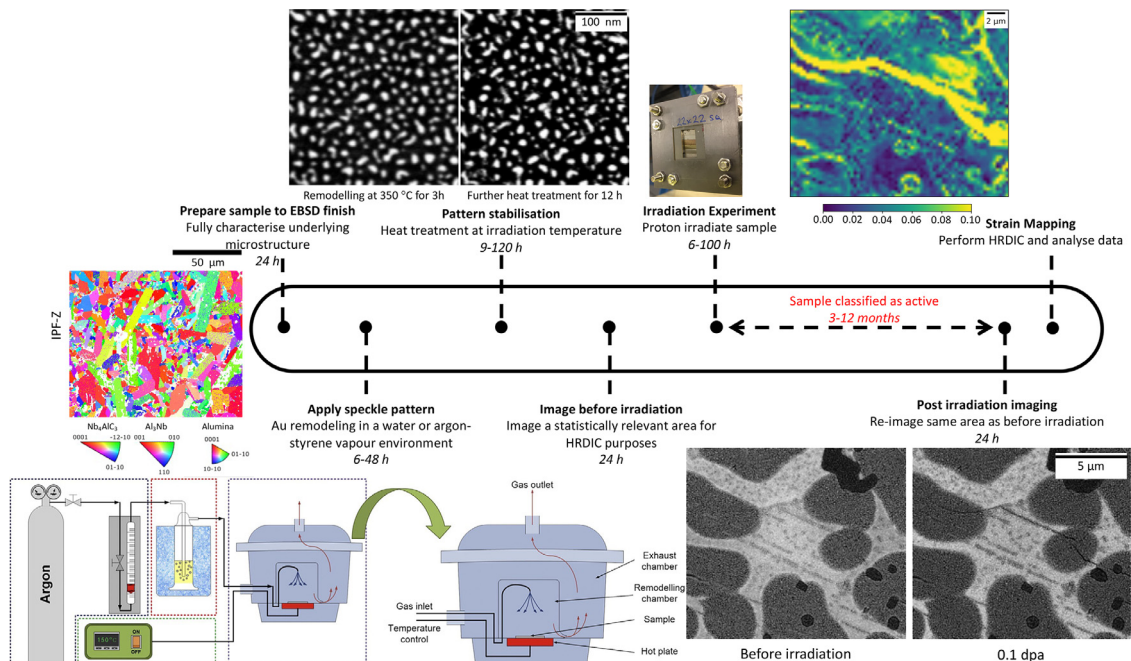 100 nm
2 µm
22x22 sq
Remodelling at 350 °C for 3h
Further heat treatment for 12 h
0.00 0.02 0.04 0.06 0.08 0.10
Prepare sample to EBSD finish
Fully characterise underlying
microstructure
24 h
Pattern stabilisation
Heat treatment at irradiation temperature
9-120 h
Irradiation Experiment
Proton irradiate sample
6-100 h
Strain Mapping
Perform HRDIC and analyse data
50 µm
IPF-Z
Sample classified as active
3-12 months
Nb₄AlC₃
0001 -12-10
01-10
Al₃Nb
001 010
110
Alumina
0001
01-10
10-10
Apply speckle pattern
Au remodeling in a water or argon-
styrene vapour environment
6-48 h
Image before irradiation
Image a statistically relevant area for
HRDIC purposes
24 h
Post irradiation imaging
Re-image same area as before irradiation
24 h
5 µm
Argon
150°C
ON
OFF
Gas outlet
Gas inlet
Temperature
control
Exhaust
chamber
Remodelling
chamber
Sample
Hot plate
Before irradiation
0.1 dpa